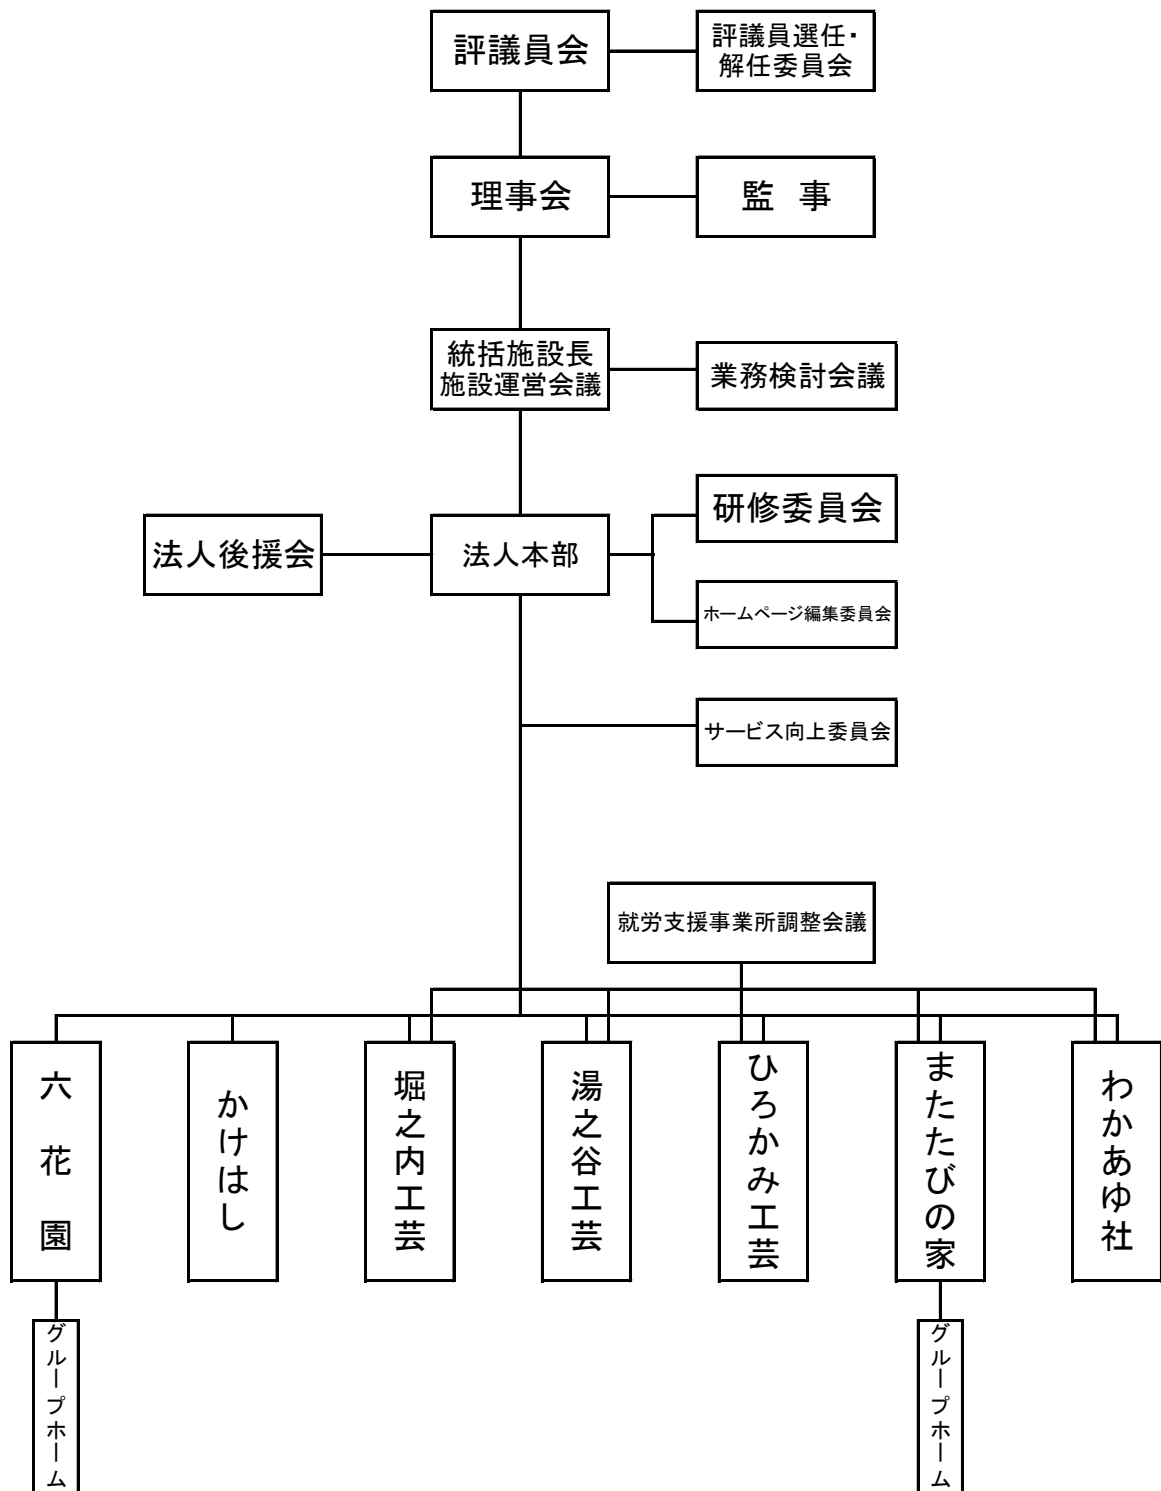 評議員会
評議員選任・
解任委員会
理事会
監　事
統括施設長
施設運営会議
業務検討会議
研修委員会
法人後援会
法人本部
ホームページ編集委員会
サービス向上委員会
就労支援事業所調整会議
六花園
かけはし
堀之内工芸
湯之谷工芸
ひろかみ工芸
またたびの家
わかあゆ社
グループホーム
グループホーム